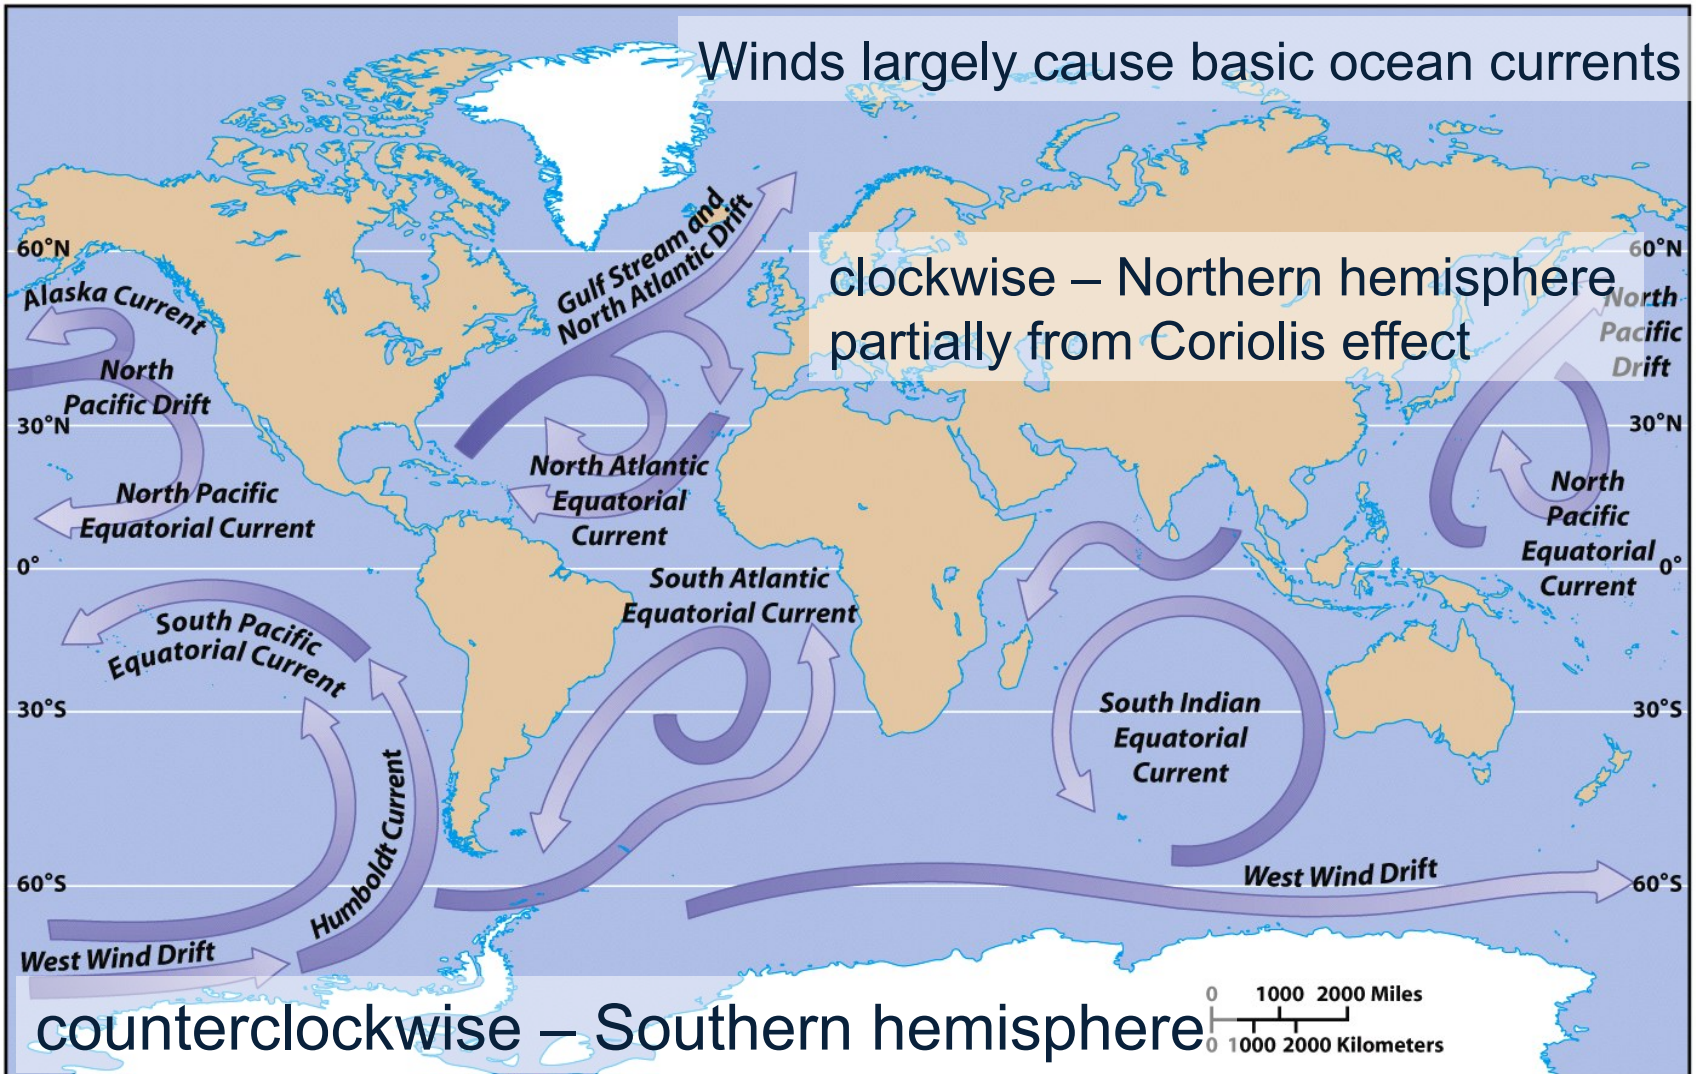 Winds largely cause basic ocean currents
Gulf Stream and
North Atlantic Drift
60°N
60°N
clockwise – Northern hemisphere
partially from Coriolis effect
Alaska Current
North
Pacific
Drift
North
Pacific Drift
30°N
30°N
North Atlantic
Equatorial
Current
North Pacific
Equatorial Current
North
Pacific
Equatorial
Current
0°
0°
South Atlantic
Equatorial Current
South Pacific
Equatorial Current
30°S
30°S
South Indian
Equatorial
Current
Humboldt Current
60°S
60°S
West Wind Drift
West Wind Drift
0 1000 2000 Miles
0 1000 2000 Kilometers
counterclockwise – Southern hemisphere